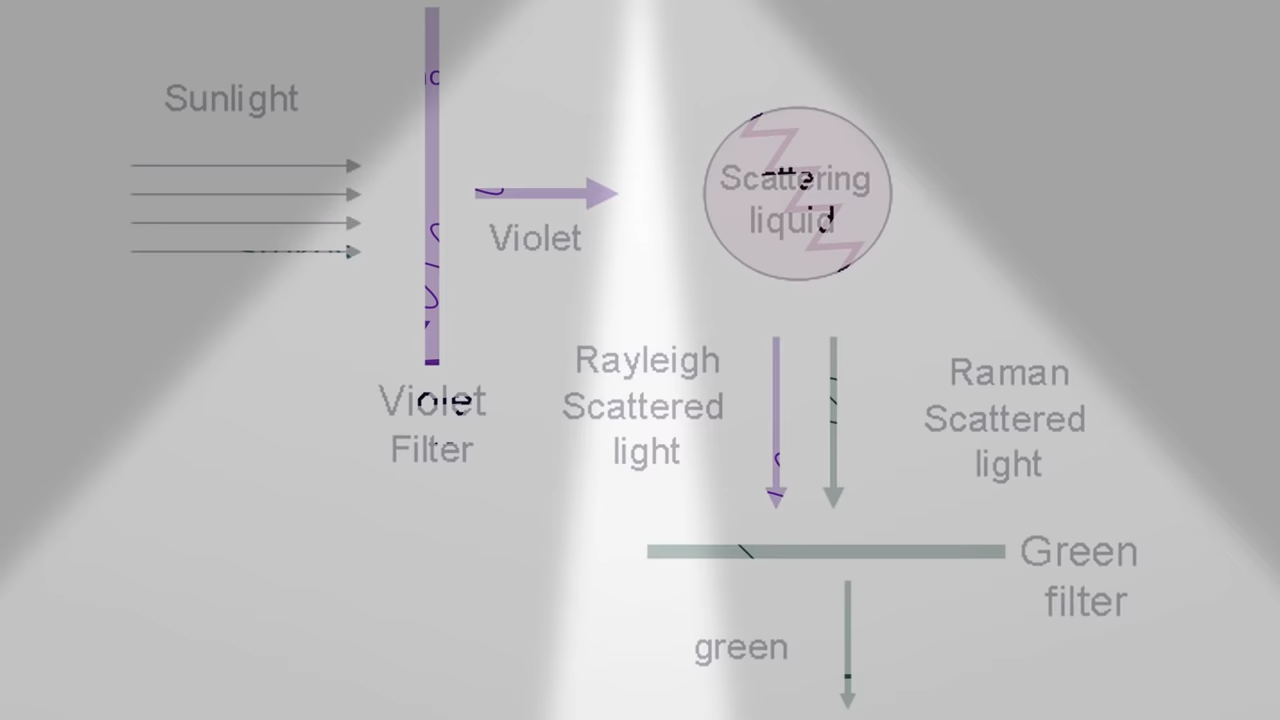 Sunlight
Violet
Scattering
liquid
Violet
Filter
Rayleigh
Scattered
light
Raman
Scattered
light
Green
filter
green